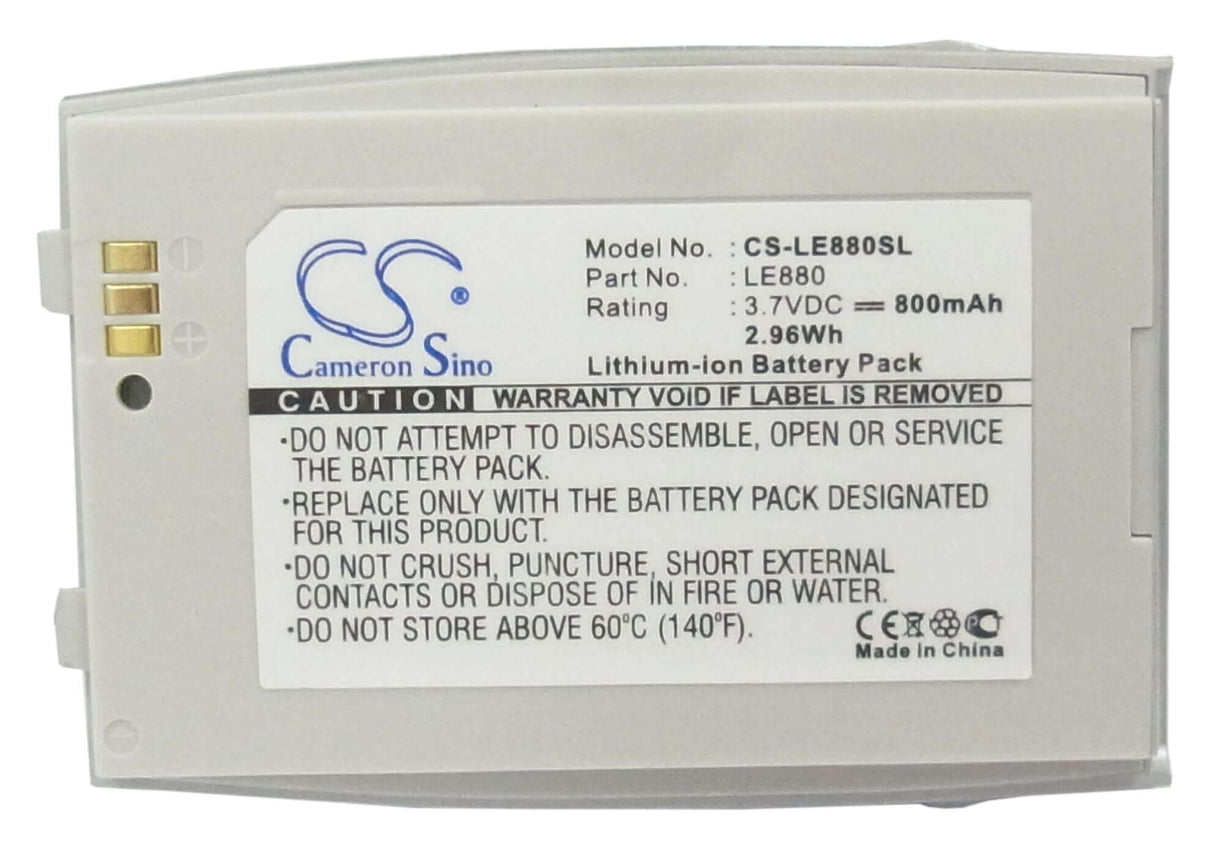 CS®
Cameron Sino
Model No. : CS-LE880SL
Part No. : LE880
Rating : 3.7VDC ⎓ 800mAh
2.96Wh
Lithium-ion Battery Pack
CAUTION WARRANTY VOID IF LABEL IS REMOVED
·DO NOT ATTEMPT TO DISASSEMBLE, OPEN OR SERVICE
THE BATTERY PACK.
·REPLACE ONLY WITH THE BATTERY PACK DESIGNATED
FOR THIS PRODUCT.
·DO NOT CRUSH, PUNCTURE, SHORT EXTERNAL
CONTACTS OR DISPOSE OF IN FIRE OR WATER.
·DO NOT STORE ABOVE 60°C (140°F).
CE
Made in China